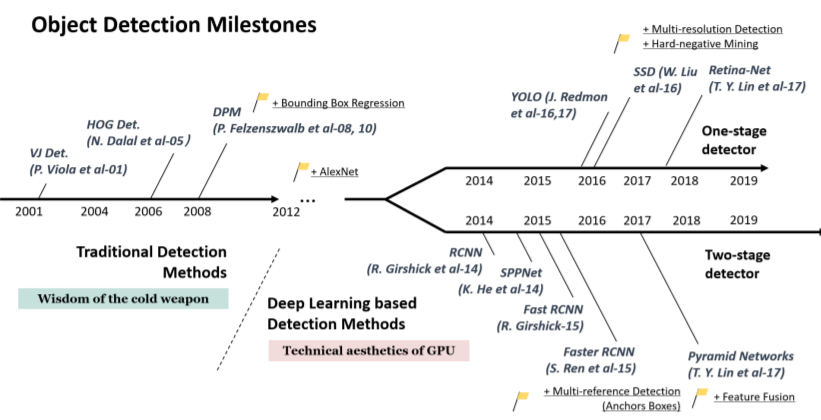 Object Detection Milestones
+ Multi-resolution Detection
+ Hard-negative Mining
SSD (W. Liu
et al-16)
Retina-Net
(T. Y. Lin et al-17)
YOLO (J. Redmon
et al-16,17)
+ Bounding Box Regression
DPM
(P. Felzenszwalb et al-08, 10)
HOG Det.
(N. Dalal et al-05)
VJ Det.
(P. Viola et al-01)
One-stage
detector
+ AlexNet
...
2014 2015 2016 2017 2018 2019
2001 2004 2006 2008 2012
2014 2015 2016 2017 2018 2019
Traditional Detection
Methods
Wisdom of the cold weapon
RCNN
(R. Girshick et al-14)
SPPNet
(K. He et al-14)
Two-stage
detector
Deep Learning based
Detection Methods
Technical aesthetics of GPU
Fast RCNN
(R. Girshick-15)
Faster RCNN
(S. Ren et al-15)
Pyramid Networks
(T. Y. Lin et al-17)
+ Multi-reference Detection
(Anchors Boxes)
+ Feature Fusion